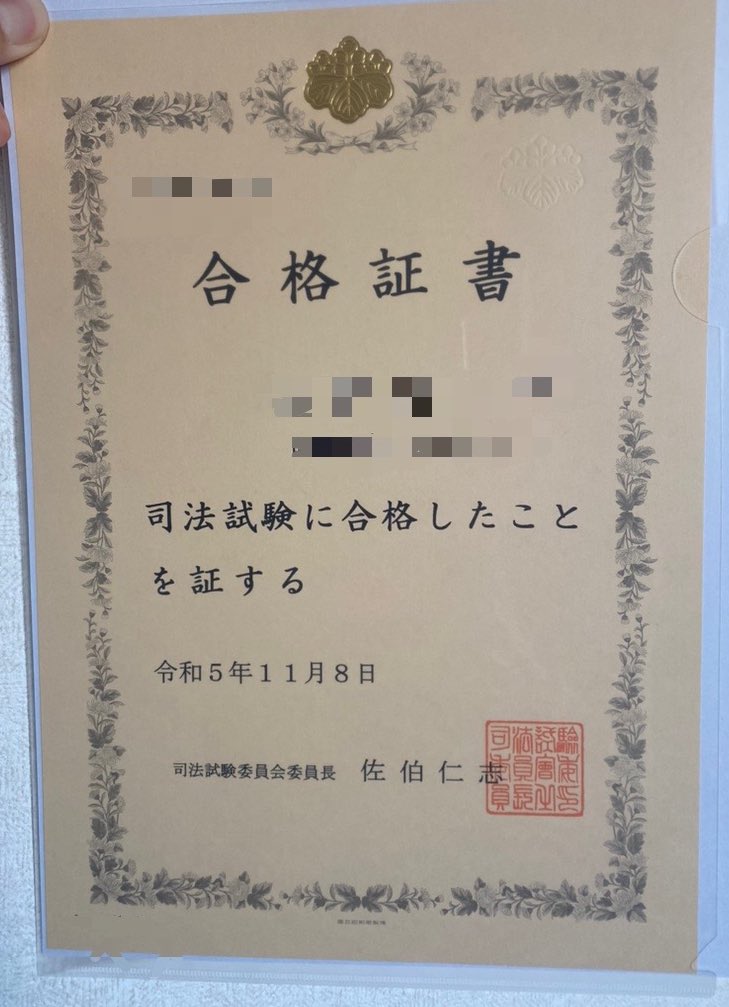 合格証書
司法試験に合格したこと
を証する
令和5年11月8日
司法試験委員会委員長 佐伯仁志